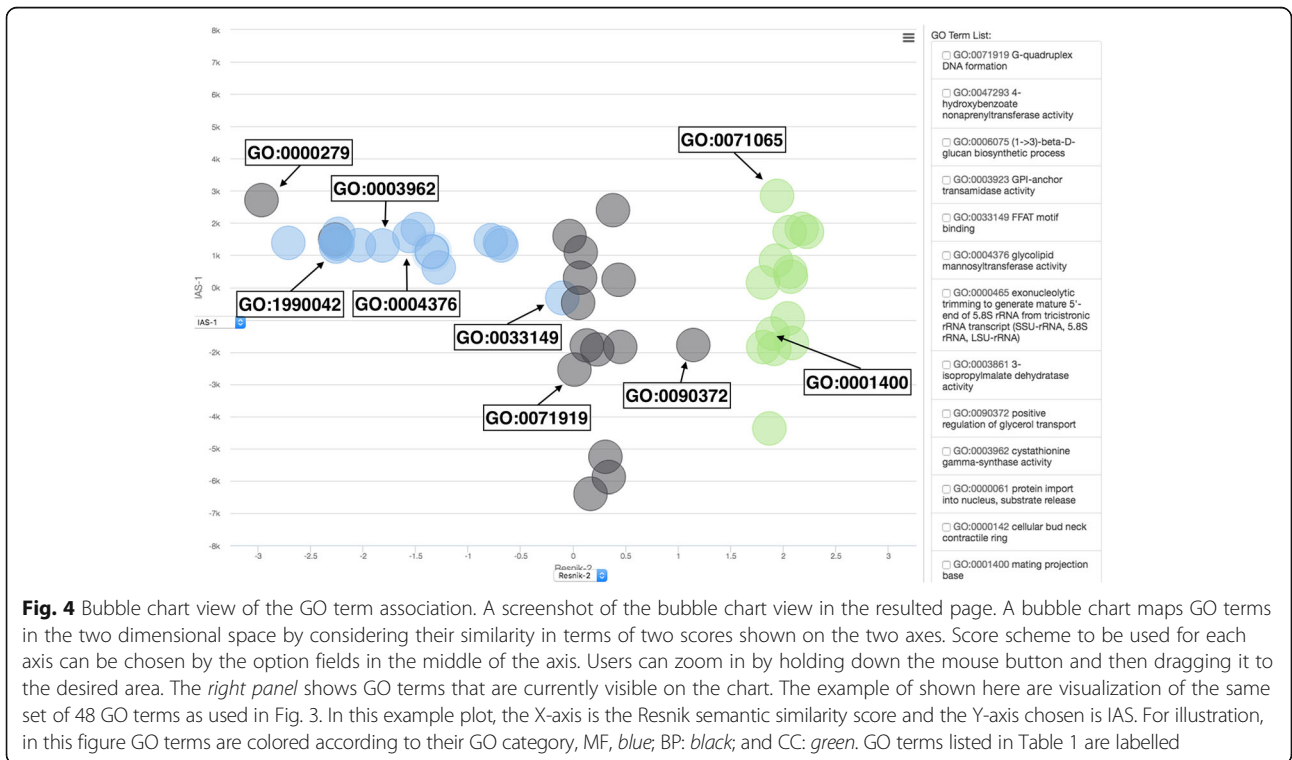 8k
7k
6k
5k
4k
3k
2k
1k
0k
-2k
-3k
-4k
-5k
-6k
-7k
-8k
IAS-1
IAS-1
-3
-2.5
-2
-1.5
-1
-0.5
0
0.5
1
1.5
2
2.5
3
Resnik-2
Resnik-2
GO:0000279
GO:0003962
GO:0071065
GO:1990042
GO:0004376
GO:0033149
GO:0071919
GO:0090372
GO:0001400
GO Term List:
GO:0071919 G-quadruplex
DNA formation
GO:0047293 4-
hydroxybenzoate
nonaprenyltransferase activity
GO:0006075 (1->3)-beta-D-
glucan biosynthetic process
GO:0003923 GPI-anchor
transamidase activity
GO:0033149 FFAT motif
binding
GO:0004376 glycolipid
mannosyltransferase activity
GO:0000465 exonucleolytic
trimming to generate mature 5'-
end of 5.8S rRNA from tricistronic
rRNA transcript (SSU-rRNA, 5.8S
rRNA, LSU-rRNA)
GO:0003861 3-
isopropylmalate dehydratase
activity
GO:0090372 positive
regulation of glycerol transport
GO:0003962 cystathionine
gamma-synthase activity
GO:0000061 protein import
into nucleus, substrate release
GO:0000142 cellular bud neck
contractile ring
GO:0001400 mating projection
base
Fig. 4 Bubble chart view of the GO term association. A screenshot of the bubble chart view in the resulted page. A bubble chart maps GO terms
in the two dimensional space by considering their similarity in terms of two scores shown on the two axes. Score scheme to be used for each
axis can be chosen by the option fields in the middle of the axis. Users can zoom in by holding down the mouse button and then dragging it to
the desired area. The right panel shows GO terms that are currently visible on the chart. The example of shown here are visualization of the same
set of 48 GO terms as used in Fig. 3. In this example plot, the X-axis is the Resnik semantic similarity score and the Y-axis chosen is IAS. For illustration,
in this figure GO terms are colored according to their GO category, MF, blue; BP: black; and CC: green. GO terms listed in Table 1 are labelled